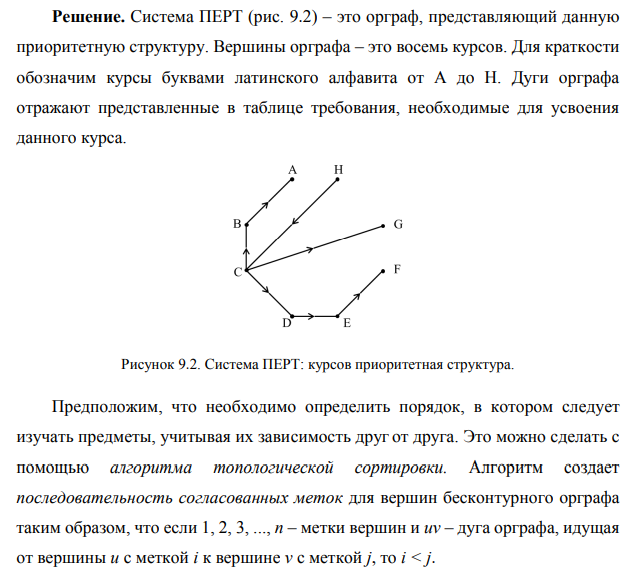 Решение. Система ПЕРТ (рис. 9.2) – это орграф, представляющий данную
приоритетную структуру. Вершины орграфа – это восемь курсов. Для краткости
обозначим курсы буквами латинского алфавита от A до H. Дуги орграфа
отражают представленные в таблице требования, необходимые для усвоения
данного курса.
A H
B G
C F
D E
Рисунок 9.2. Система ПЕРТ: курсов приоритетная структура.
Предположим, что необходимо определить порядок, в котором следует
изучать предметы, учитывая их зависимость друг от друга. Это можно сделать с
помощью алгоритма топологической сортировки. Алгоритм создает
последовательность согласованных меток для вершин бесконтурного орграфа
таким образом, что если 1, 2, 3, ..., n – метки вершин и uv – дуга орграфа, идущая
от вершины u с меткой i к вершине v с меткой j, то i < j.